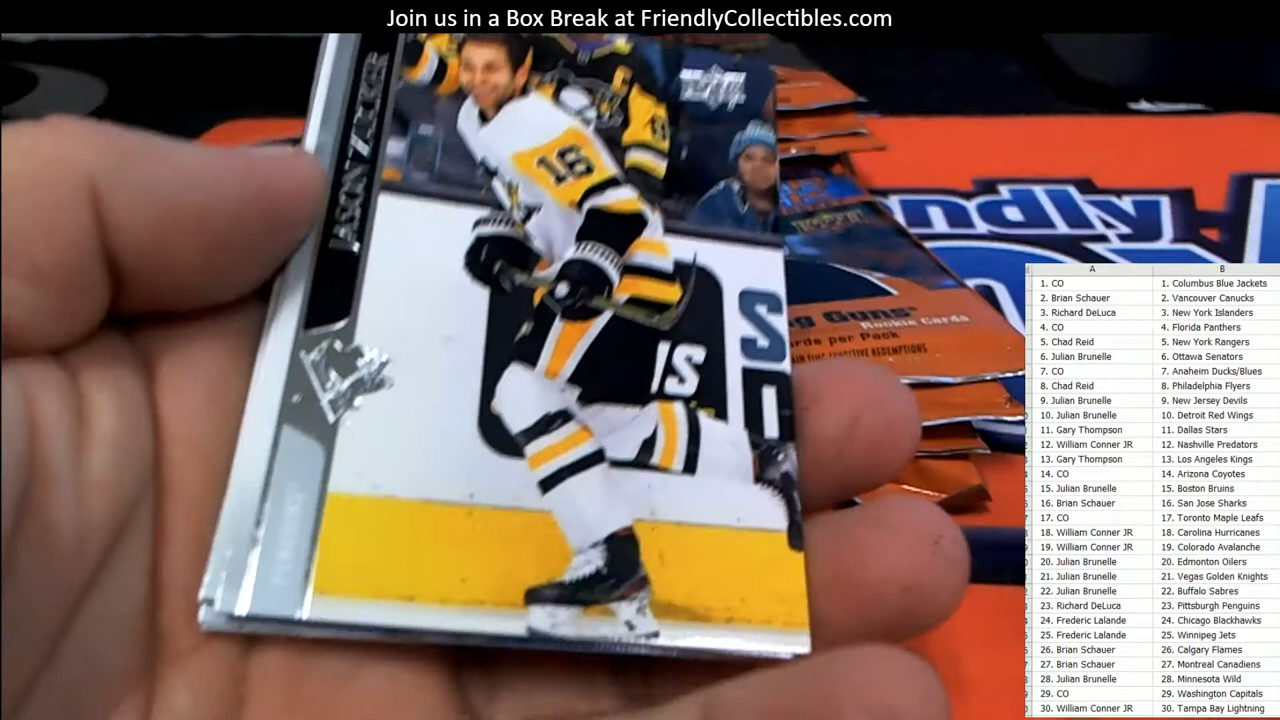 Join us in a Box Break at FriendlyCollectibles.com
JASON ZUCKER
16
S
IS
ndly
g Guns
Rookie Cards
rds per Pack
A B
1. CO 1. Columbus Blue Jackets
2. Brian Schauer 2. Vancouver Canucks
3. Richard DeLuca 3. New York Islanders
4. CO 4. Florida Panthers
5. Chad Reid 5. New York Rangers
6. Julian Brunelle 6. Ottawa Senators
7. CO 7. Anaheim Ducks/Blues
8. Chad Reid 8. Philadelphia Flyers
9. Julian Brunelle 9. New Jersey Devils
10. Julian Brunelle 10. Detroit Red Wings
11. Gary Thompson 11. Dallas Stars
12. William Conner JR 12. Nashville Predators
13. Gary Thompson 13. Los Angeles Kings
14. CO 14. Arizona Coyotes
15. Julian Brunelle 15. Boston Bruins
16. Brian Schauer 16. San Jose Sharks
17. CO 17. Toronto Maple Leafs
18. William Conner JR 18. Carolina Hurricanes
19. William Conner JR 19. Colorado Avalanche
20. Julian Brunelle 20. Edmonton Oilers
21. Julian Brunelle 21. Vegas Golden Knights
22. Julian Brunelle 22. Buffalo Sabres
23. Richard DeLuca 23. Pittsburgh Penguins
24. Frederic Lalande 24. Chicago Blackhawks
25. Frederic Lalande 25. Winnipeg Jets
26. Brian Schauer 26. Calgary Flames
27. Brian Schauer 27. Montreal Canadiens
28. Julian Brunelle 28. Minnesota Wild
29. CO 29. Washington Capitals
30. William Conner JR 30. Tampa Bay Lightning